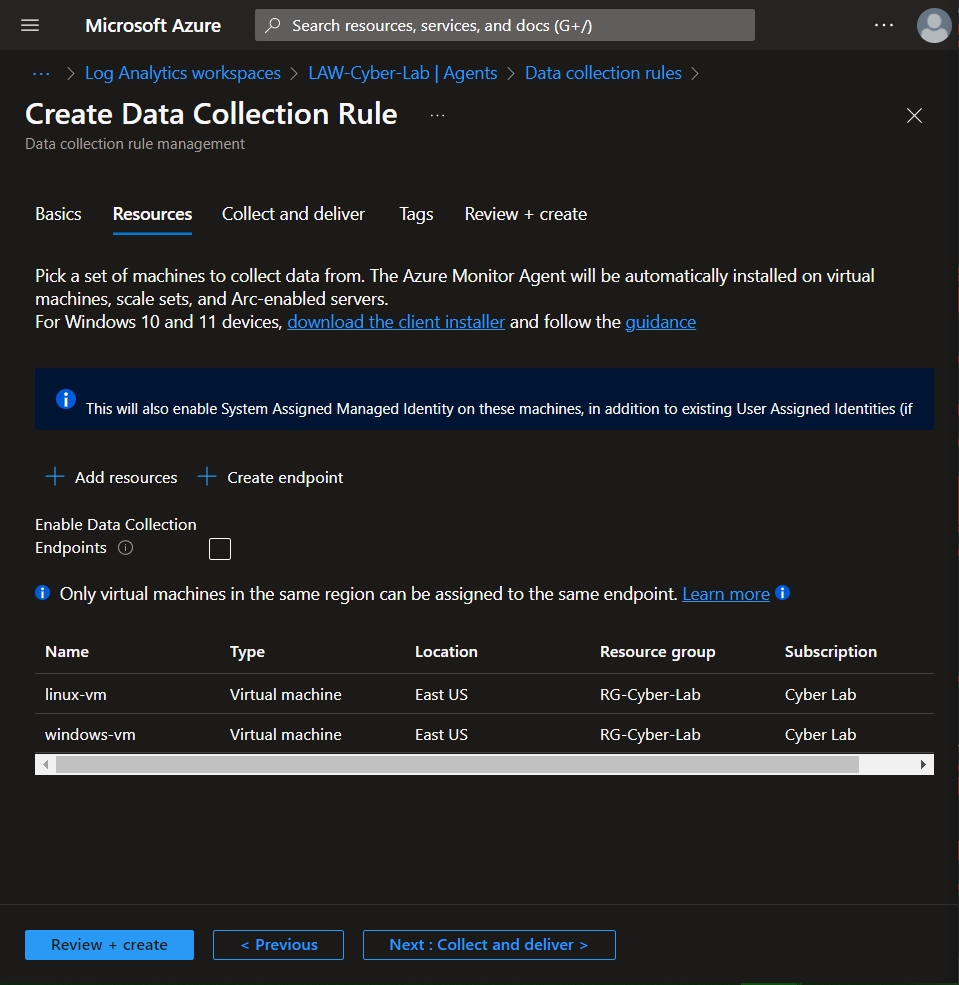 Microsoft Azure
Search resources, services, and docs (G+/)
...
... > Log Analytics workspaces > LAW-Cyber-Lab | Agents > Data collection rules >
Create Data Collection Rule ...
Data collection rule management
Basics Resources Collect and deliver Tags Review + create
Pick a set of machines to collect data from. The Azure Monitor Agent will be automatically installed on virtual
machines, scale sets, and Arc-enabled servers.
For Windows 10 and 11 devices, download the client installer and follow the guidance
This will also enable System Assigned Managed Identity on these machines, in addition to existing User Assigned Identities (if
+ Add resources + Create endpoint
Enable Data Collection
Endpoints
Only virtual machines in the same region can be assigned to the same endpoint. Learn more
Name Type Location Resource group Subscription
linux-vm Virtual machine East US RG-Cyber-Lab Cyber Lab
windows-vm Virtual machine East US RG-Cyber-Lab Cyber Lab
Review + create < Previous Next : Collect and deliver >